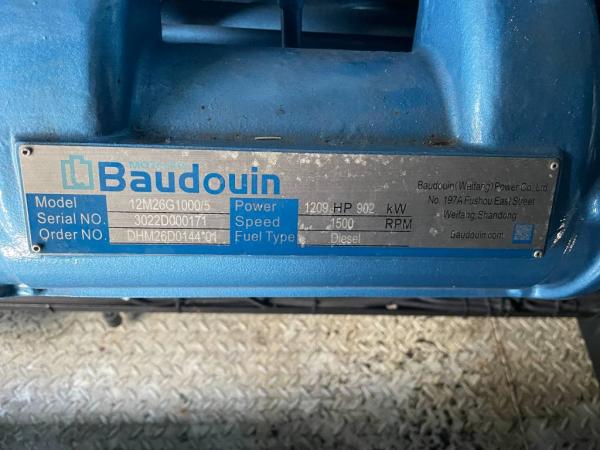 MOTEURS
Baudouin
Model 12M26G1000/5
Serial NO. 3022D000171
Order NO. DHM26D0144*01
Power 1209 HP 902 kW
Speed 1500 RPM
Fuel Type Diesel
Baudouin(Weifang)Power Co.,Ltd
No. 197A Fushou East Street
Weifang, Shandong
baudouin.com